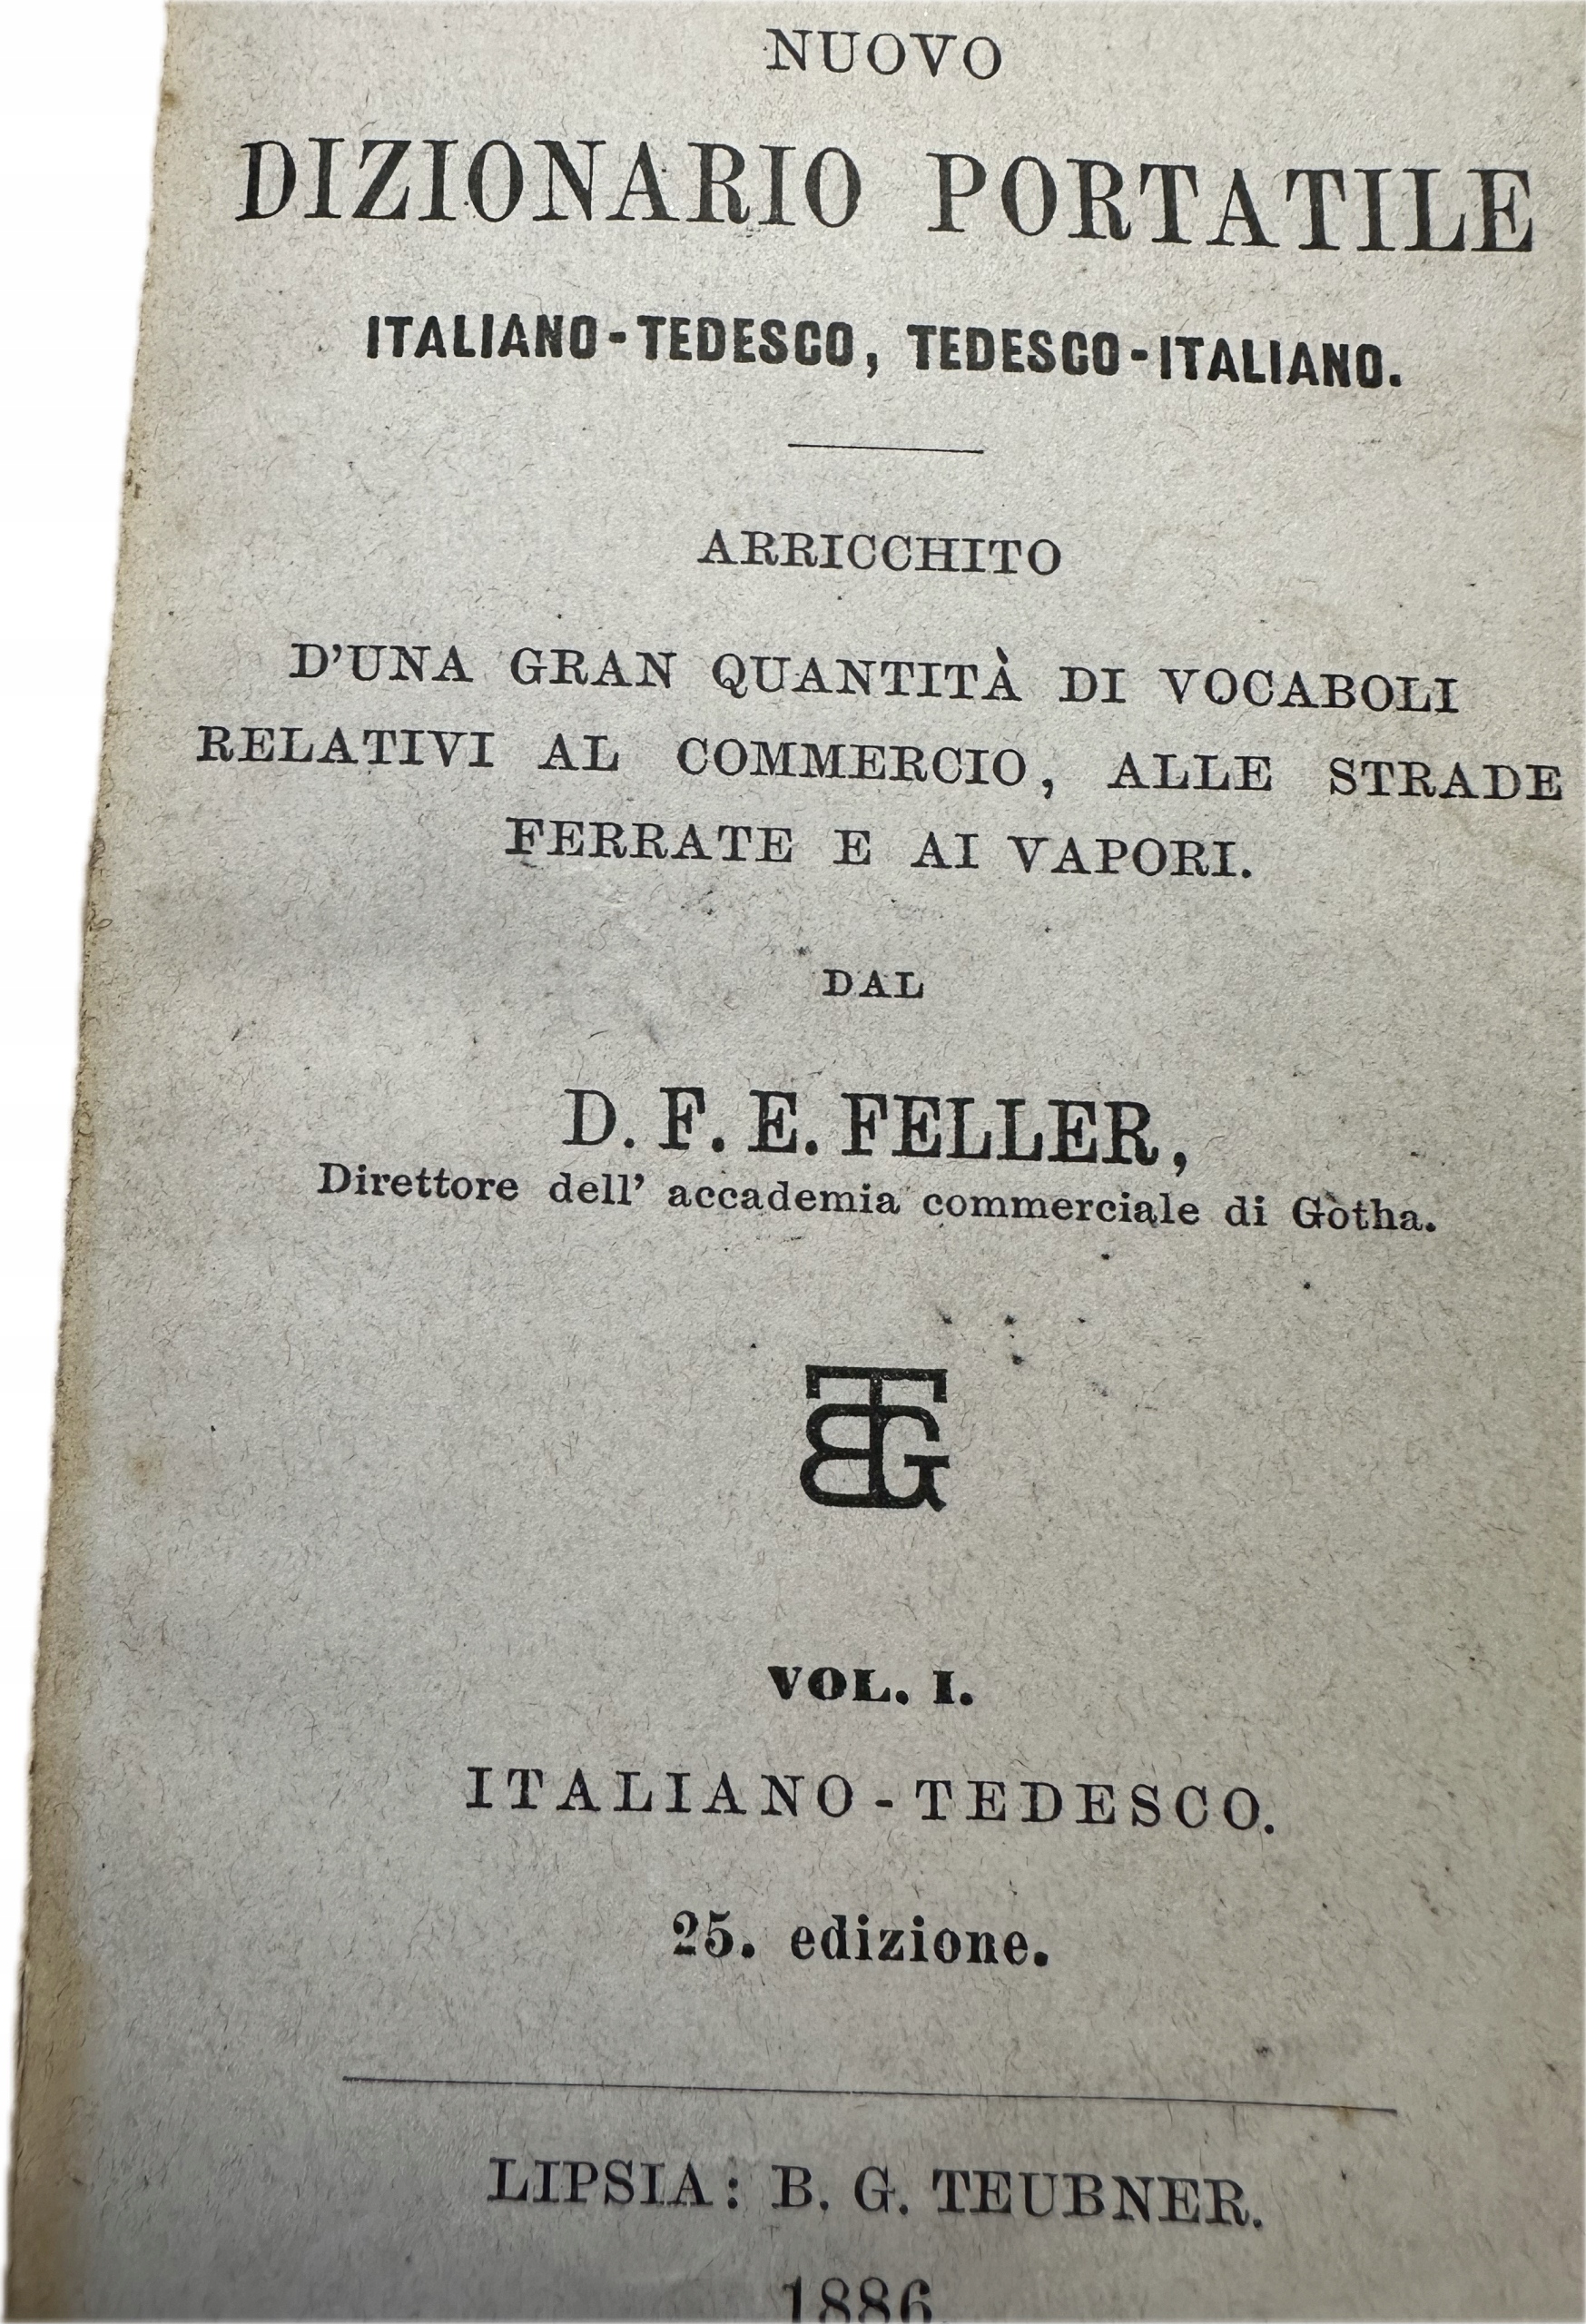 NUOVO
DIZIONARIO PORTATILE
ITALIANO-TEDESCO, TEDESCO-ITALIANO.
ARRICCHITO
D'UNA GRAN QUANTITÀ DI VOCABOLI
RELATIVI AL COMMERCIO, ALLE STRADE
FERRATE E AI VAPORI.
DAL
D. F. E. FELLER,
Direttore dell' accademia commerciale di Gotha.
BTG
VOL. I.
ITALIANO-TEDESCO.
25. edizione.
LIPSIA: B. G. TEUBNER.
1886